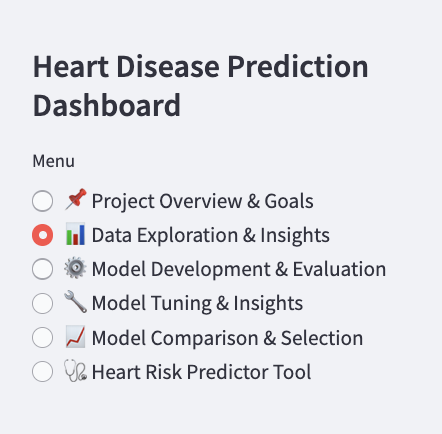 Heart Disease Prediction
Dashboard
Menu
📌 Project Overview & Goals
📊 Data Exploration & Insights
⚙️ Model Development & Evaluation
🔧 Model Tuning & Insights
📈 Model Comparison & Selection
🩺 Heart Risk Predictor Tool